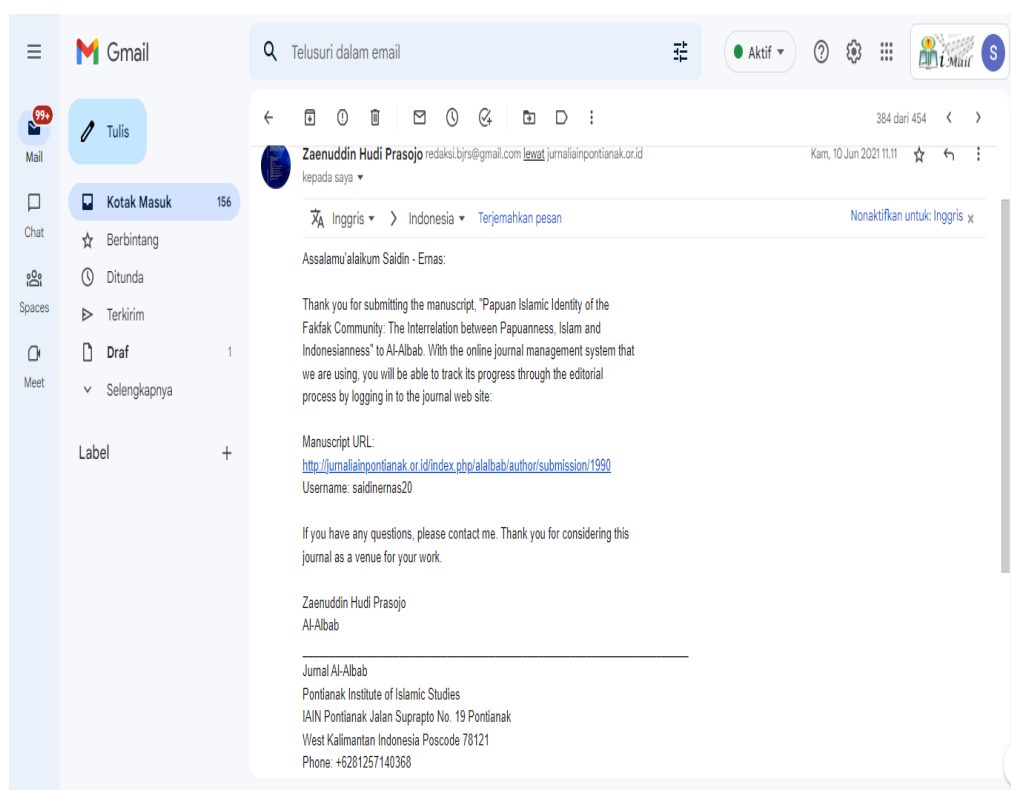 Gmail
Telusuri dalam email
Aktif
i Mail
S
99+
Mail
Chat
Spaces
Meet
Tulis
Kotak Masuk 156
Berbintang
Ditunda
Terkirim
Draf 1
Selengkapnya
Label +
384 dari 454
Zaenuddin Hudi Prasojo redaksi.bjrs@gmail.com lewat jurnaliainpontianak.or.id
Kam, 10 Jun 2021 11.11
kepada saya
Inggris > Indonesia Terjemahkan pesan
Nonaktifkan untuk: Inggris x
Assalamu'alaikum Saidin - Ernas:
Thank you for submitting the manuscript, "Papuan Islamic Identity of the
Fakfak Community: The Interrelation between Papuanness, Islam and
Indonesianness" to Al-Albab. With the online journal management system that
we are using, you will be able to track its progress through the editorial
process by logging in to the journal web site:
Manuscript URL:
http://jurnaliainpontianak.or.id/index.php/alalbab/author/submission/1990
Username: saidinernas20
If you have any questions, please contact me. Thank you for considering this
journal as a venue for your work.
Zaenuddin Hudi Prasojo
Al-Albab
Jurnal Al-Albab
Pontianak Institute of Islamic Studies
IAIN Pontianak Jalan Suprapto No. 19 Pontianak
West Kalimantan Indonesia Poscode 78121
Phone: +6281257140368